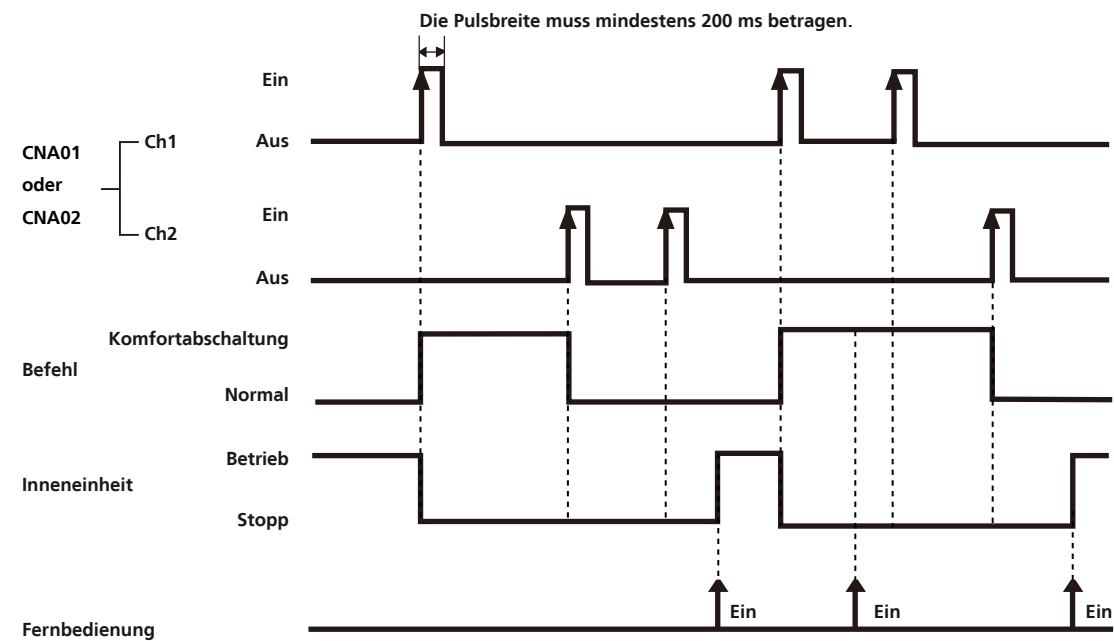 Die Pulsbreite muss mindestens 200 ms betragen.
Ein
CNA01
oder
CNA02
Ch1
Aus
Ein
Ch2
Aus
Befehl
Komfortabschaltung
Normal
Inneneinheit
Betrieb
Stopp
Ein
Ein
Ein
Fernbedienung